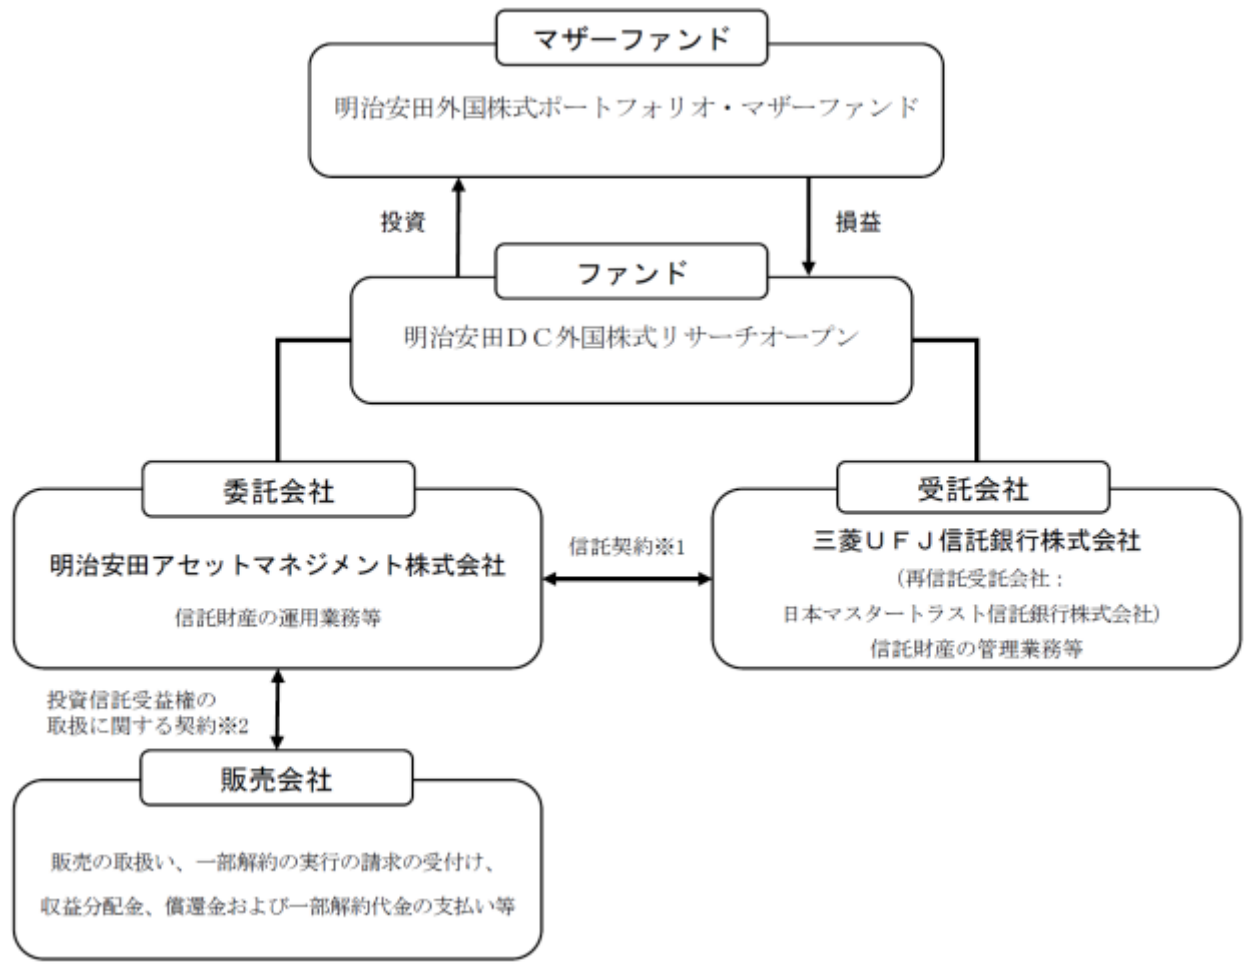 マザーファンド
明治安田外国株式ポートフォリオ・マザーファンド
投資
損益
ファンド
明治安田ＤＣ外国株式リサーチオープン
委託会社
明治安田アセットマネジメント株式会社
信託財産の運用業務等
信託契約※1
受託会社
三菱ＵＦＪ信託銀行株式会社
（再信託受託会社：
日本マスタートラスト信託銀行株式会社）
信託財産の管理業務等
投資信託受益権の
取扱に関する契約※2
販売会社
販売の取扱い、一部解約の実行の請求の受付け、
収益分配金、償還金および一部解約代金の支払い等